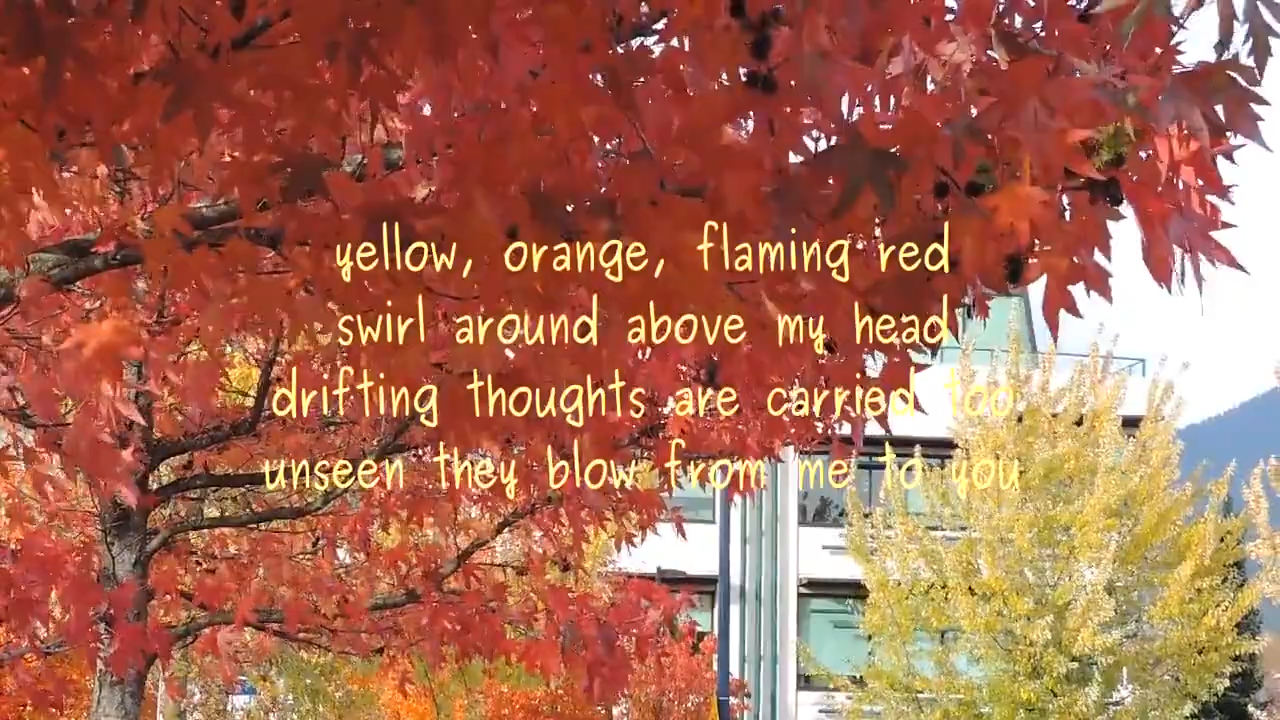 yellow, orange, flaming red
swirl around above my head
drifting thoughts are carried too
unseen they blow from me to you